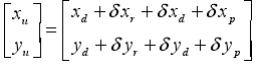 [x_u] = [x_d + δx_r + δx_d + δx_p]
[y_u] = [y_d + δy_r + δy_d + δy_p]